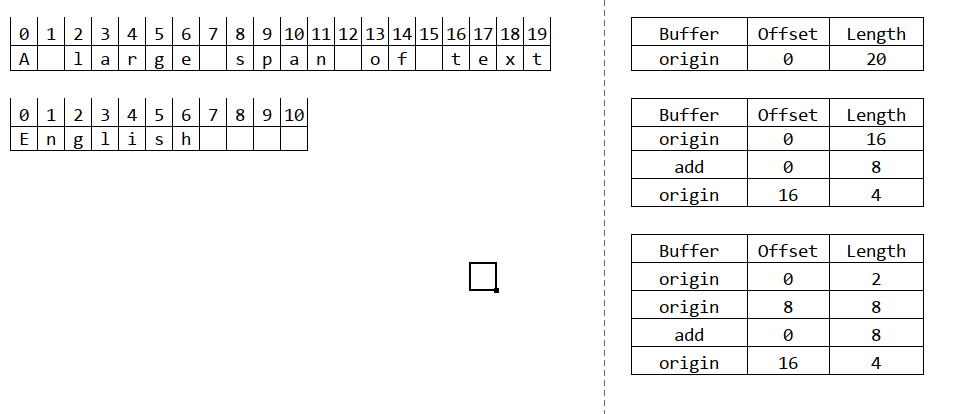 0 1 2 3 4 5 6 7 8 9 10 11 12 13 14 15 16 17 18 19
A l a r g e s p a n o f t e x t
0 1 2 3 4 5 6 7 8 9 10
E n g l i s h
Buffer Offset Length
origin 0 20
Buffer Offset Length
origin 0 16
add 0 8
origin 16 4
Buffer Offset Length
origin 0 2
origin 8 8
add 0 8
origin 16 4